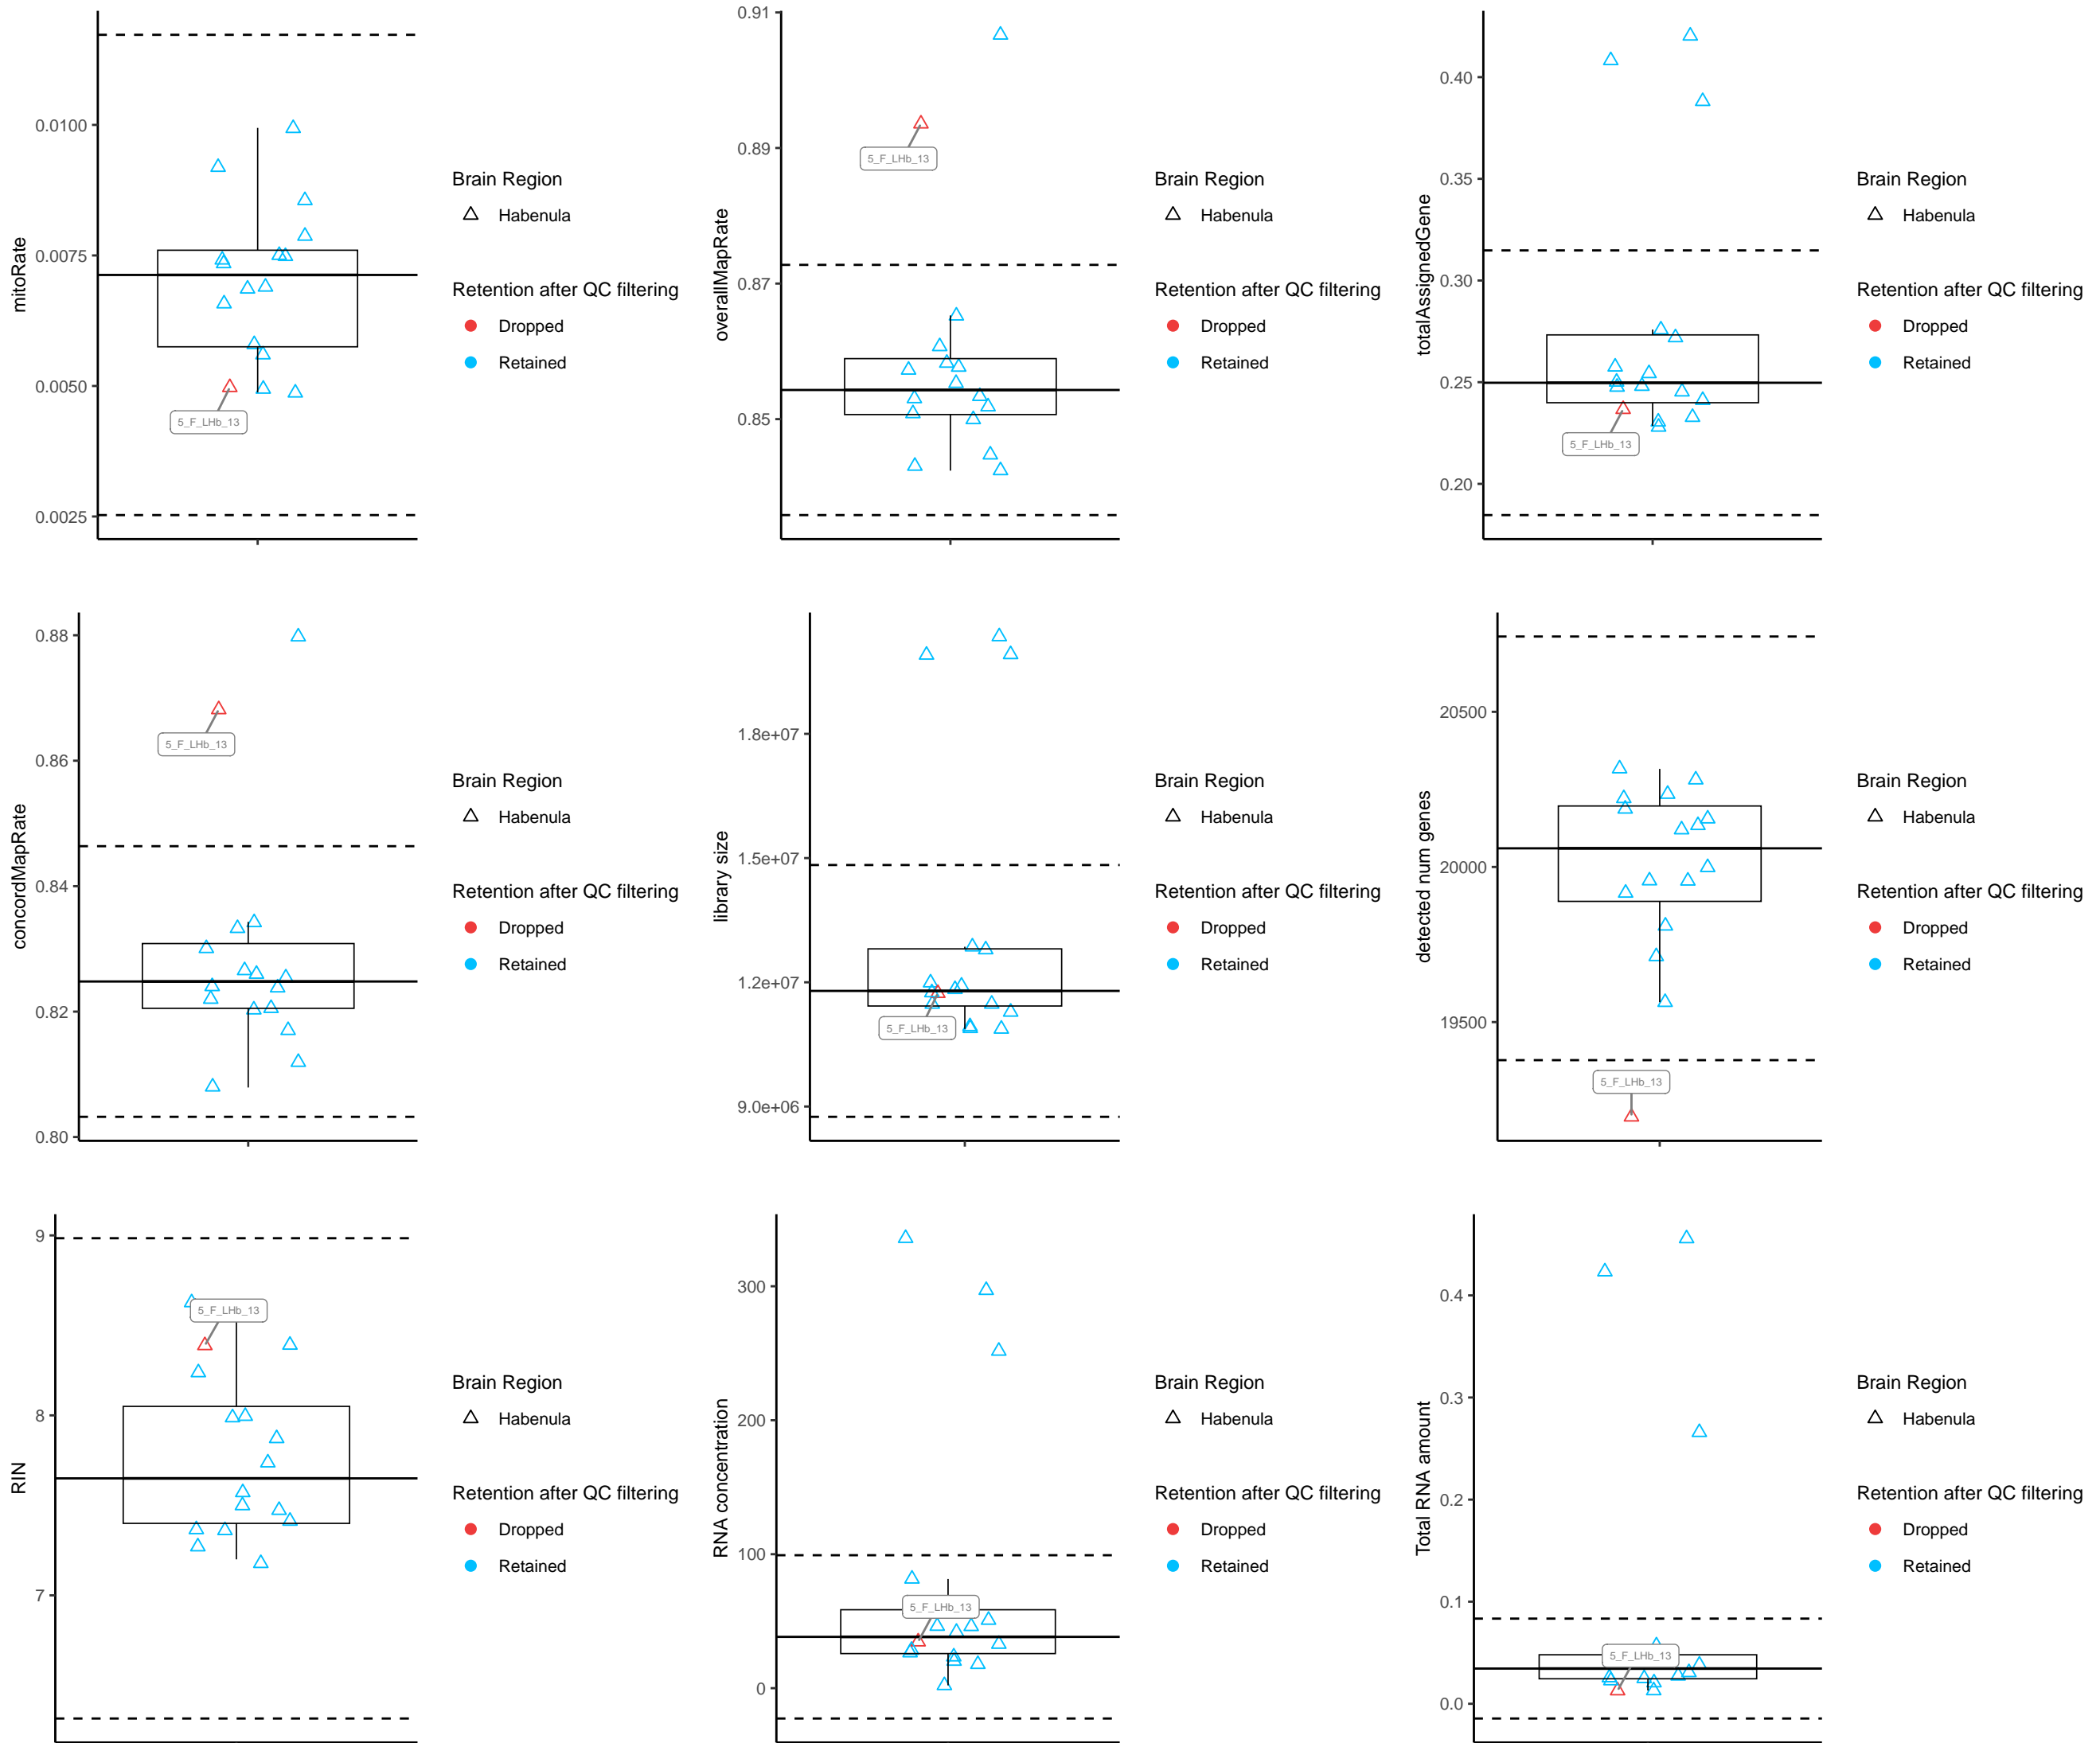 mitoRate
0.0100
0.0075
0.0050
0.0025
5_F_LHb_13
Brain Region
Habenula
Retention after QC filtering
Dropped
Retained
overallMapRate
0.91
0.89
0.87
0.85
5_F_LHb_13
Brain Region
Habenula
Retention after QC filtering
Dropped
Retained
totalAssignedGene
0.40
0.35
0.30
0.25
0.20
5_F_LHb_13
Brain Region
Habenula
Retention after QC filtering
Dropped
Retained
concordMapRate
0.88
0.86
0.84
0.82
0.80
5_F_LHb_13
Brain Region
Habenula
Retention after QC filtering
Dropped
Retained
library size
1.8e+07
1.5e+07
1.2e+07
9.0e+06
5_F_LHb_13
Brain Region
Habenula
Retention after QC filtering
Dropped
Retained
detected num genes
20500
20000
19500
5_F_LHb_13
Brain Region
Habenula
Retention after QC filtering
Dropped
Retained
RIN
9
8
7
5_F_LHb_13
Brain Region
Habenula
Retention after QC filtering
Dropped
Retained
RNA concentration
300
200
100
0
5_F_LHb_13
Brain Region
Habenula
Retention after QC filtering
Dropped
Retained
Total RNA amount
0.4
0.3
0.2
0.1
0.0
5_F_LHb_13
Brain Region
Habenula
Retention after QC filtering
Dropped
Retained